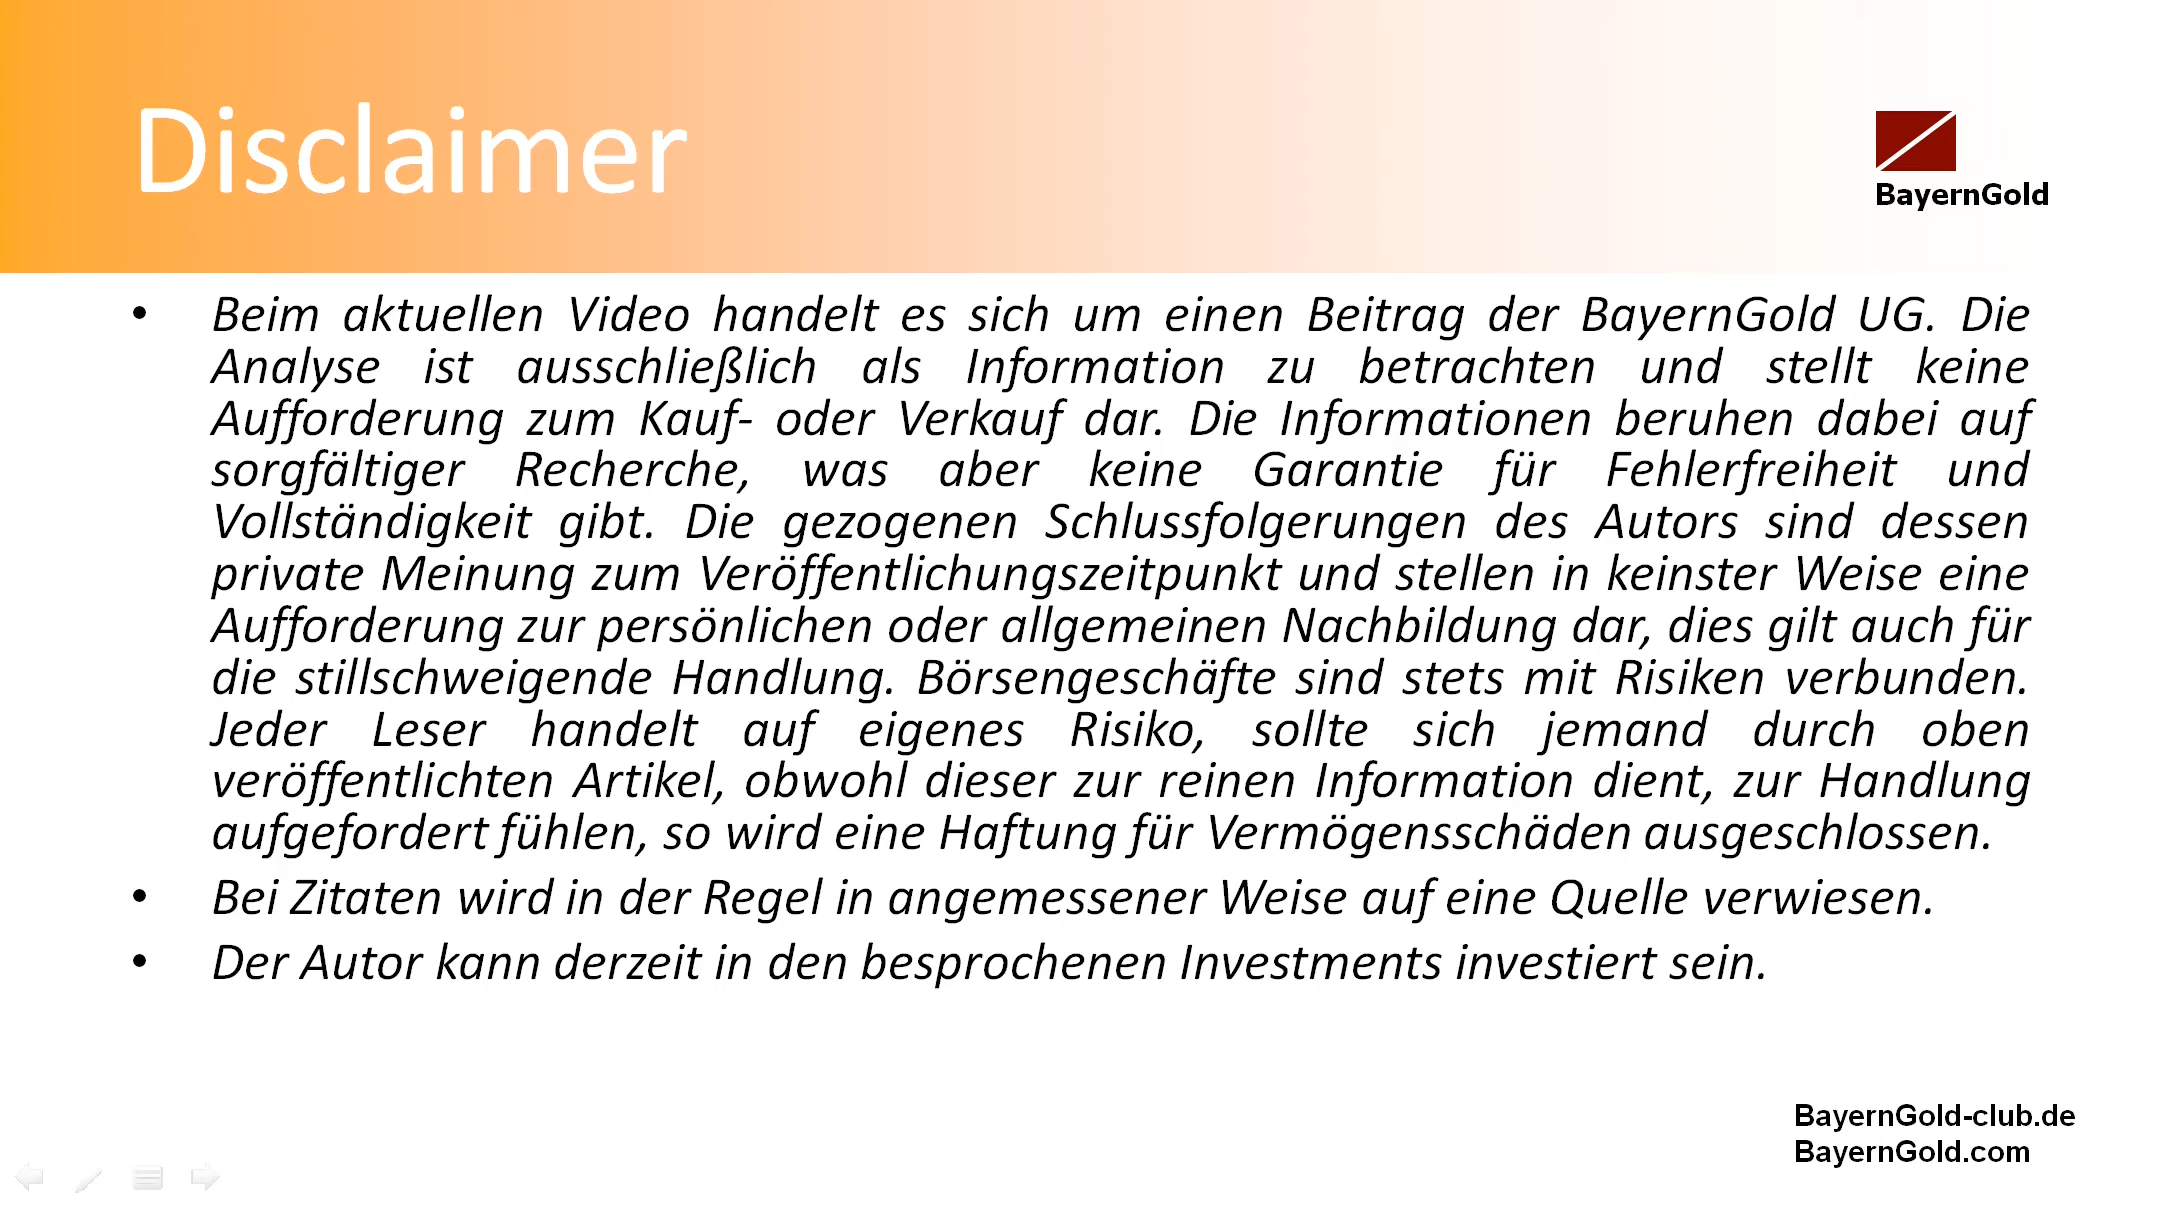 Disclaimer
BayernGold
• Beim aktuellen Video handelt es sich um einen Beitrag der BayernGold UG. Die
Analyse ist ausschließlich als Information zu betrachten und stellt keine
Aufforderung zum Kauf- oder Verkauf dar. Die Informationen beruhen dabei auf
sorgfältiger Recherche, was aber keine Garantie für Fehlerfreiheit und
Vollständigkeit gibt. Die gezogenen Schlussfolgerungen des Autors sind dessen
private Meinung zum Veröffentlichungszeitpunkt und stellen in keinster Weise eine
Aufforderung zur persönlichen oder allgemeinen Nachbildung dar, dies gilt auch für
die stillschweigende Handlung. Börsengeschäfte sind stets mit Risiken verbunden.
Jeder Leser handelt auf eigenes Risiko, sollte sich jemand durch oben
veröffentlichten Artikel, obwohl dieser zur reinen Information dient, zur Handlung
aufgefordert fühlen, so wird eine Haftung für Vermögensschäden ausgeschlossen.
• Bei Zitaten wird in der Regel in angemessener Weise auf eine Quelle verwiesen.
• Der Autor kann derzeit in den besprochenen Investments investiert sein.
BayernGold-club.de
BayernGold.com